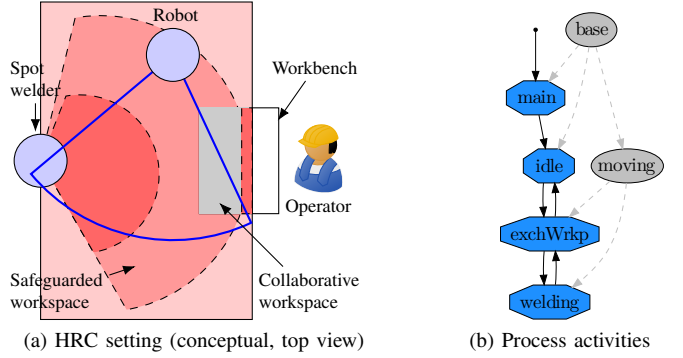 Robot
Spot
welder
Workbench
Operator
Safeguarded
workspace
Collaborative
workspace
(a) HRC setting (conceptual, top view)
base
main
idle
moving
exchWrkp
welding
(b) Process activities